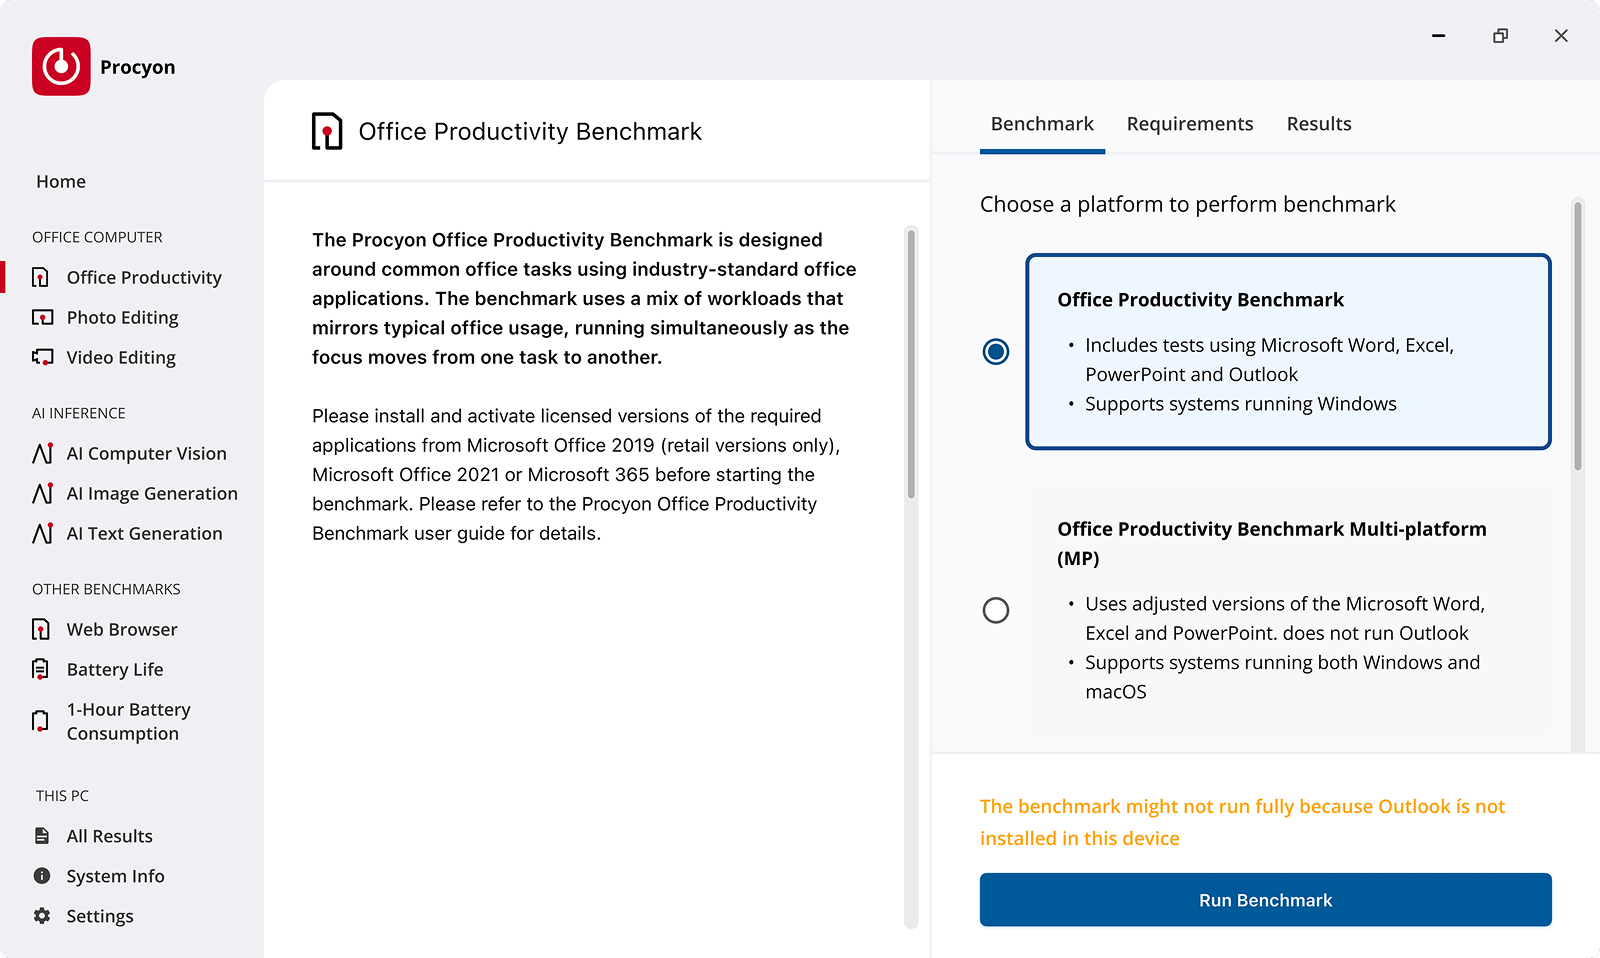 Procyon
Home
OFFICE COMPUTER
Office Productivity
Photo Editing
Video Editing
AI INFERENCE
AI Computer Vision
AI Image Generation
AI Text Generation
OTHER BENCHMARKS
Web Browser
Battery Life
1-Hour Battery
Consumption
THIS PC
All Results
System Info
Settings
Office Productivity Benchmark
The Procyon Office Productivity Benchmark is designed
around common office tasks using industry-standard office
applications. The benchmark uses a mix of workloads that
mirrors typical office usage, running simultaneously as the
focus moves from one task to another.
Please install and activate licensed versions of the required
applications from Microsoft Office 2019 (retail versions only),
Microsoft Office 2021 or Microsoft 365 before starting the
benchmark. Please refer to the Procyon Office Productivity
Benchmark user guide for details.
Benchmark Requirements Results
Choose a platform to perform benchmark
Office Productivity Benchmark
• Includes tests using Microsoft Word, Excel,
PowerPoint and Outlook
• Supports systems running Windows
Office Productivity Benchmark Multi-platform
(MP)
• Uses adjusted versions of the Microsoft Word,
Excel and PowerPoint. does not run Outlook
• Supports systems running both Windows and
macOS
The benchmark might not run fully because Outlook ís not
installed in this device
Run Benchmark